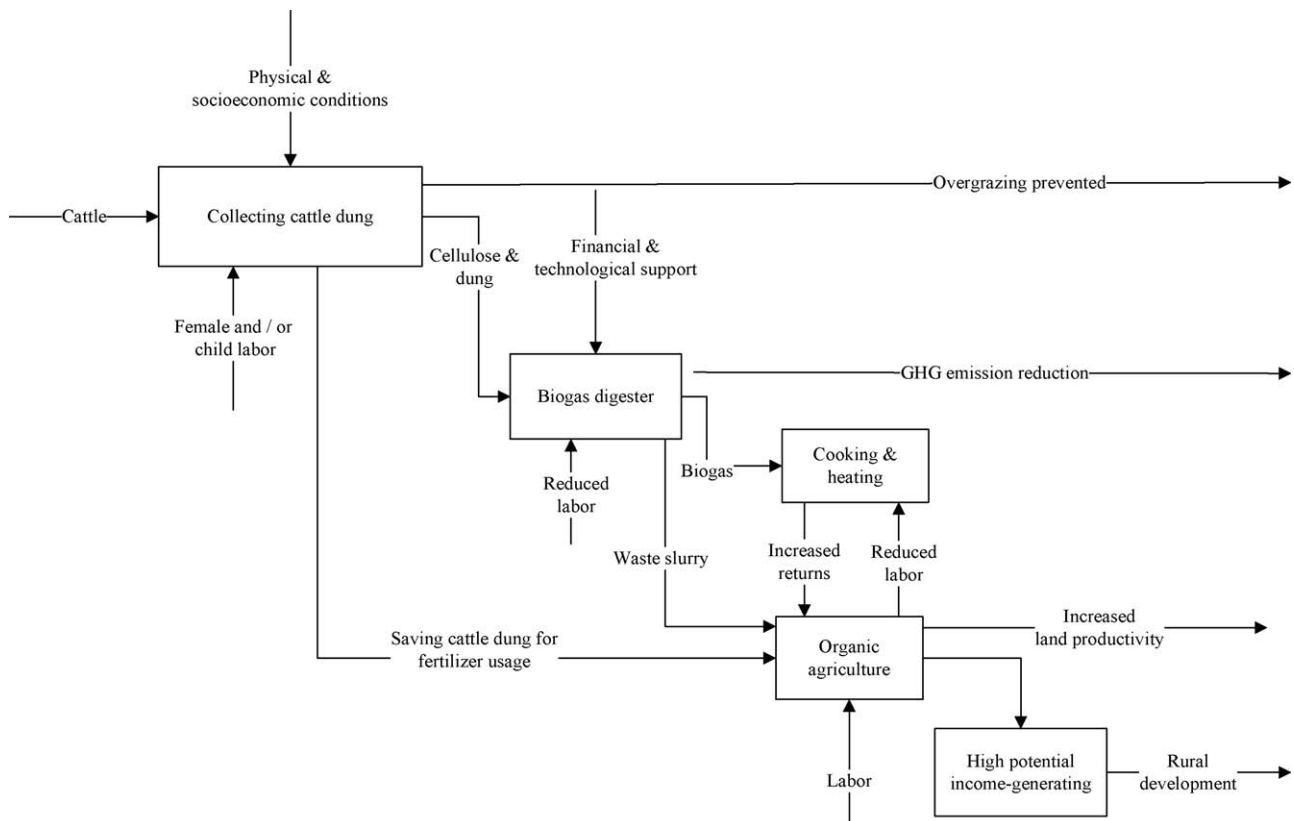 Physical &
socioeconomic conditions
Overgrazing prevented
Cattle
Collecting cattle dung
Cellulose &
dung
Financial &
technological support
Female and / or
child labor
GHG emission reduction
Biogas digester
Cooking &
heating
Biogas
Reduced
labor
Waste slurry
Increased
returns
Reduced
labor
Increased
land productivity
Saving cattle dung for
fertilizer usage
Organic
agriculture
High potential
income-generating
Rural
development
Labor